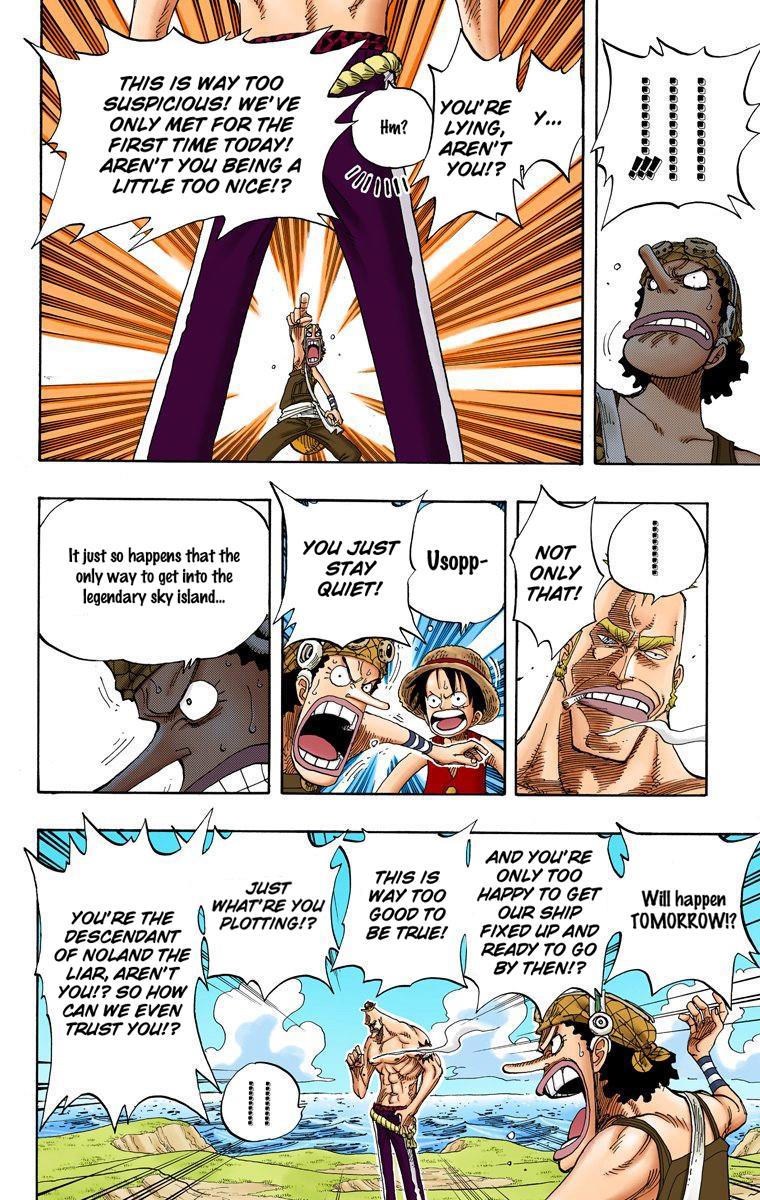 ........................!!!
Y...
YOU'RE
LYING,
AREN'T
YOU!?
Hm?
THIS IS WAY TOO
SUSPICIOUS! WE'VE
ONLY MET FOR THE
FIRST TIME TODAY!
AREN'T YOU BEING A
LITTLE TOO NICE!?
......
NOT
ONLY
THAT!
Usopp-
YOU JUST
STAY
QUIET!
It just so happens that the
only way to get into the
legendary sky island...
Will happen
TOMORROW!?
AND YOU'RE
ONLY TOO
HAPPY TO GET
OUR SHIP
FIXED UP AND
READY TO GO
BY THEN!?
THIS IS
WAY TOO
GOOD TO
BE TRUE!
JUST
WHAT'RE YOU
PLOTTING!?
YOU'RE THE
DESCENDANT
OF NOLAND THE
LIAR, AREN'T
YOU!? SO HOW
CAN WE EVEN
TRUST YOU!?
..........